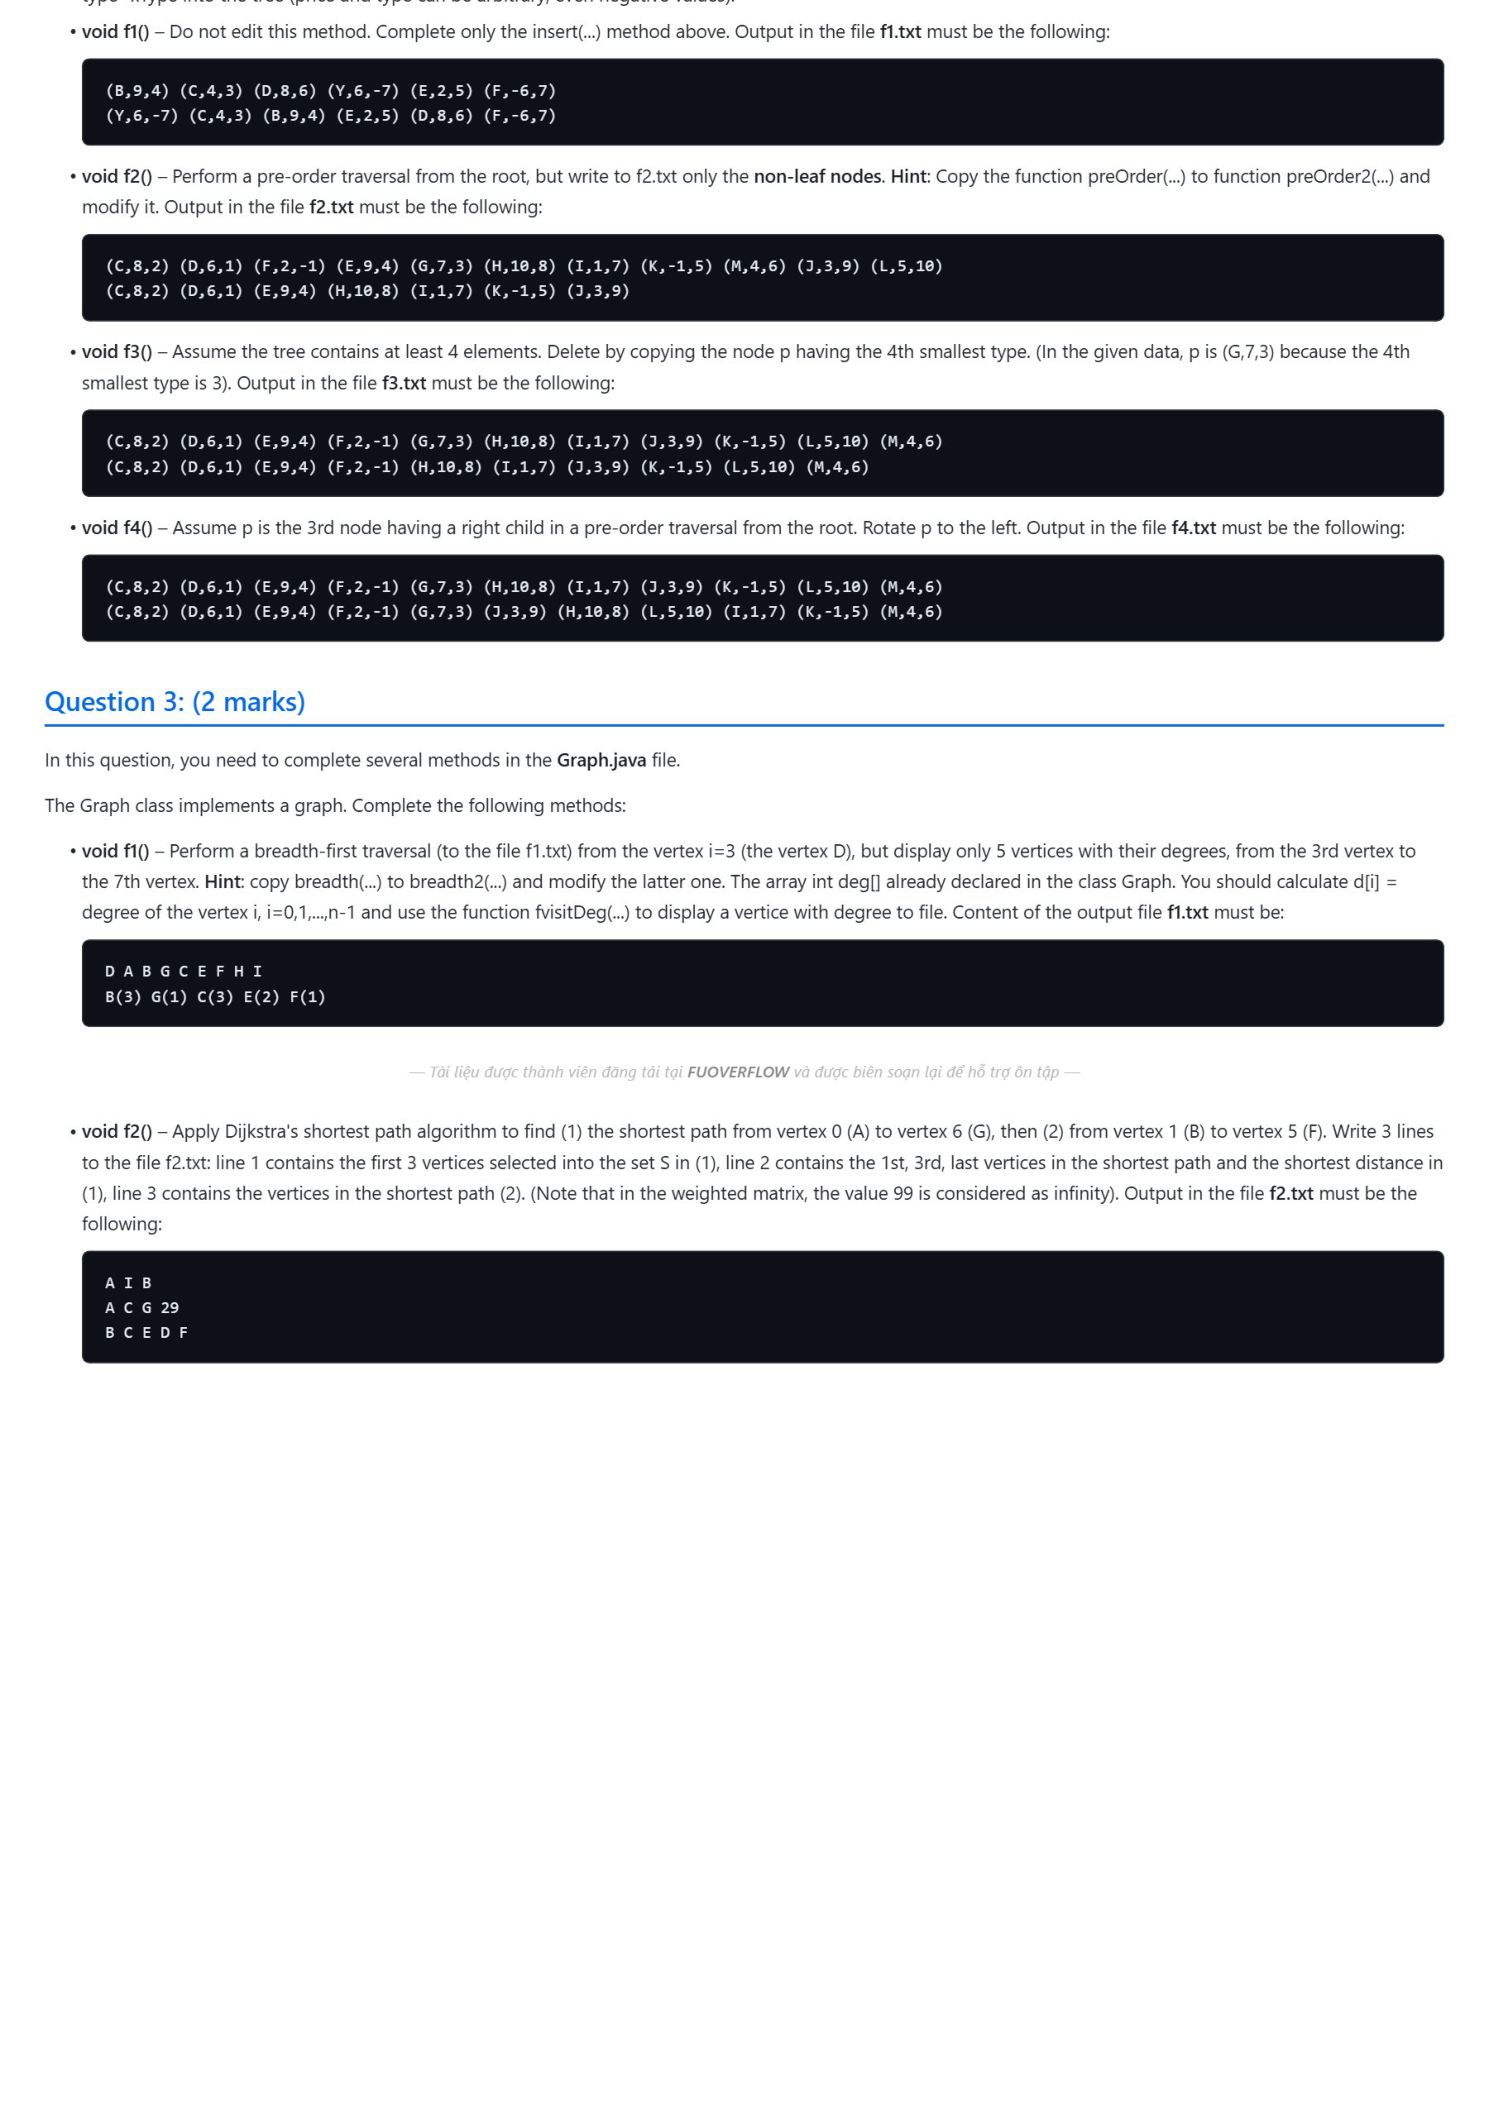 type=xType into the tree (price and type can be arbitrary, even negative values).
• void f1() – Do not edit this method. Complete only the insert(...) method above. Output in the file f1.txt must be the following:
(B,9,4) (C,4,3) (D,8,6) (Y,6,-7) (E,2,5) (F,-6,7)
(Y,6,-7) (C,4,3) (B,9,4) (E,2,5) (D,8,6) (F,-6,7)
• void f2() – Perform a pre-order traversal from the root, but write to f2.txt only the non-leaf nodes. Hint: Copy the function preOrder(...) to function preOrder2(...) and
modify it. Output in the file f2.txt must be the following:
(C,8,2) (D,6,1) (F,2,-1) (E,9,4) (G,7,3) (H,10,8) (I,1,7) (K,-1,5) (M,4,6) (J,3,9) (L,5,10)
(C,8,2) (D,6,1) (E,9,4) (H,10,8) (I,1,7) (K,-1,5) (J,3,9)
• void f3() – Assume the tree contains at least 4 elements. Delete by copying the node p having the 4th smallest type. (In the given data, p is (G,7,3) because the 4th
smallest type is 3). Output in the file f3.txt must be the following:
(C,8,2) (D,6,1) (E,9,4) (F,2,-1) (G,7,3) (H,10,8) (I,1,7) (J,3,9) (K,-1,5) (L,5,10) (M,4,6)
(C,8,2) (D,6,1) (E,9,4) (F,2,-1) (H,10,8) (I,1,7) (J,3,9) (K,-1,5) (L,5,10) (M,4,6)
• void f4() – Assume p is the 3rd node having a right child in a pre-order traversal from the root. Rotate p to the left. Output in the file f4.txt must be the following:
(C,8,2) (D,6,1) (E,9,4) (F,2,-1) (G,7,3) (H,10,8) (I,1,7) (J,3,9) (K,-1,5) (L,5,10) (M,4,6)
(C,8,2) (D,6,1) (E,9,4) (F,2,-1) (G,7,3) (J,3,9) (H,10,8) (L,5,10) (I,1,7) (K,-1,5) (M,4,6)
Question 3: (2 marks)
In this question, you need to complete several methods in the Graph.java file.
The Graph class implements a graph. Complete the following methods:
• void f1() – Perform a breadth-first traversal (to the file f1.txt) from the vertex i=3 (the vertex D), but display only 5 vertices with their degrees, from the 3rd vertex to
the 7th vertex. Hint: copy breadth(...) to breadth2(...) and modify the latter one. The array int deg[] already declared in the class Graph. You should calculate d[i] =
degree of the vertex i, i=0,1,...,n-1 and use the function fvisitDeg(...) to display a vertice with degree to file. Content of the output file f1.txt must be:
D A B G C E F H I
B(3) G(1) C(3) E(2) F(1)
— Tài liệu được thành viên đăng tải tại FUOVERFLOW và được biên soạn lại để hỗ trợ ôn tập —
• void f2() – Apply Dijkstra's shortest path algorithm to find (1) the shortest path from vertex 0 (A) to vertex 6 (G), then (2) from vertex 1 (B) to vertex 5 (F). Write 3 lines
to the file f2.txt: line 1 contains the first 3 vertices selected into the set S in (1), line 2 contains the 1st, 3rd, last vertices in the shortest path and the shortest distance in
(1), line 3 contains the vertices in the shortest path (2). (Note that in the weighted matrix, the value 99 is considered as infinity). Output in the file f2.txt must be the
following:
A I B
A C G 29
B C E D F